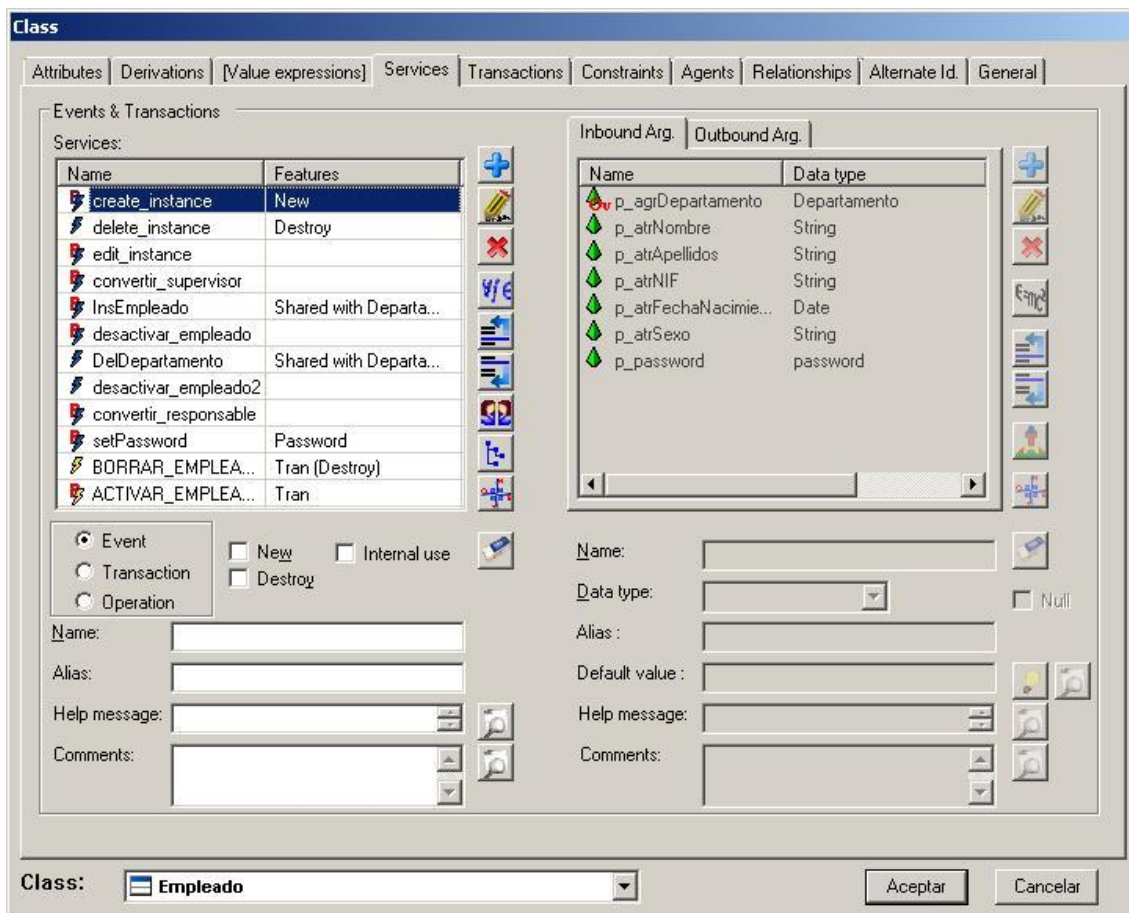 Class
Attributes Derivations [Value expressions] Services Transactions Constraints Agents Relationships Alternate Id. General
Events & Transactions
Services:
Name Features
create_instance New
delete_instance Destroy
edit_instance
convertir_supervisor
InsEmpleado Shared with Departa...
desactivar_empleado
DelDepartamento Shared with Departa...
desactivar_empleado2
convertir_responsable
setPassword Password
BORRAR_EMPLEA... Tran (Destroy)
ACTIVAR_EMPLEA... Tran
Event
Transaction
Operation
New
Destroy
Internal use
Name:
Alias:
Help message:
Comments:
Inbound Arg. Outbound Arg.
Name Data type
p_agrDepartamento Departamento
p_atrNombre String
p_atrApellidos String
p_atrNIF String
p_atrFechaNacimie... Date
p_atrSexo String
p_password password
Name:
Data type:
Null
Alias :
Default value :
Help message:
Comments:
Class: Empleado Aceptar Cancelar